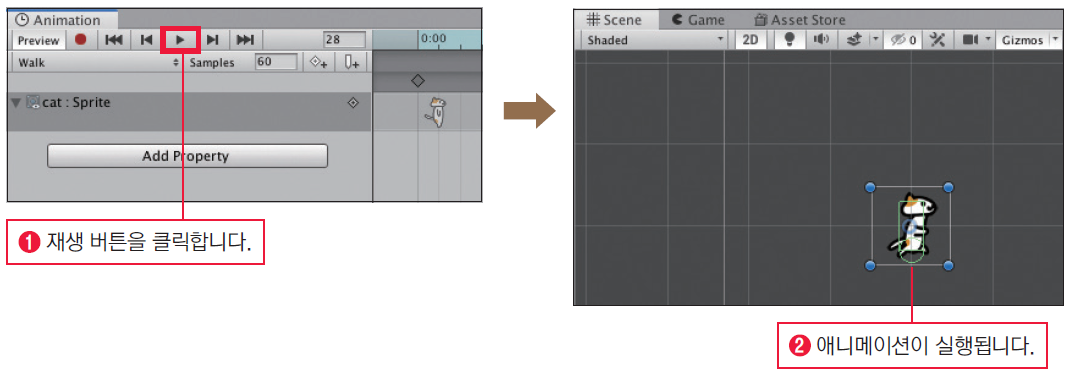 Animation
Preview 28 0:00
Walk Samples 60
cat : Sprite
Add Property
❶ 재생 버튼을 클릭합니다.
Scene Game Asset Store
Shaded 2D 0 Gizmos
❷ 애니메이션이 실행됩니다.